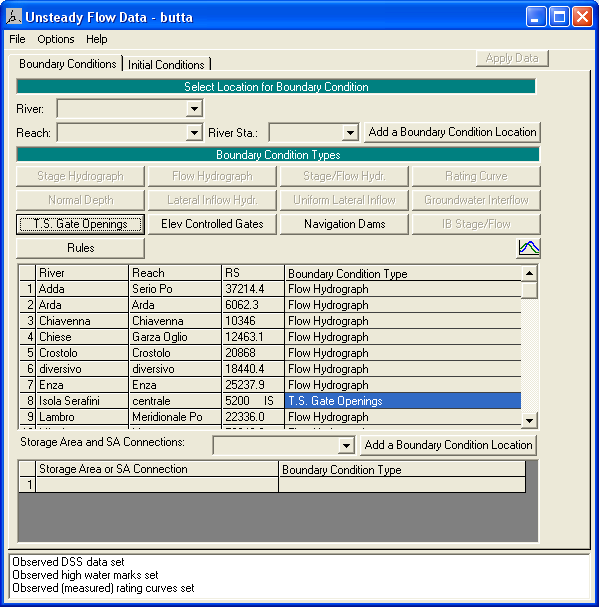 Unsteady Flow Data - butta
File Options Help
Boundary Conditions Initial Conditions Apply Data
Select Location for Boundary Condition
River:
Reach: River Sta.: Add a Boundary Condition Location
Boundary Condition Types
Stage Hydrograph Flow Hydrograph Stage/Flow Hydr. Rating Curve
Normal Depth Lateral Inflow Hydr. Uniform Lateral Inflow Groundwater Interflow
T.S. Gate Openings Elev Controlled Gates Navigation Dams IB Stage/Flow
Rules
River Reach RS Boundary Condition Type
1 Adda Serio Po 37214.4 Flow Hydrograph
2 Arda Arda 6062.3 Flow Hydrograph
3 Chiavenna Chiavenna 10346 Flow Hydrograph
4 Chiese Garza Oglio 12463.1 Flow Hydrograph
5 Crostolo Crostolo 20868 Flow Hydrograph
6 diversivo diversivo 18440.4 Flow Hydrograph
7 Enza Enza 25237.9 Flow Hydrograph
8 Isola Serafini centrale 5200 IS T.S. Gate Openings
9 Lambro Meridionale Po 22336.0 Flow Hydrograph
Storage Area and SA Connections: Add a Boundary Condition Location
Storage Area or SA Connection Boundary Condition Type
1
Observed DSS data set
Observed high water marks set
Observed (measured) rating curves set